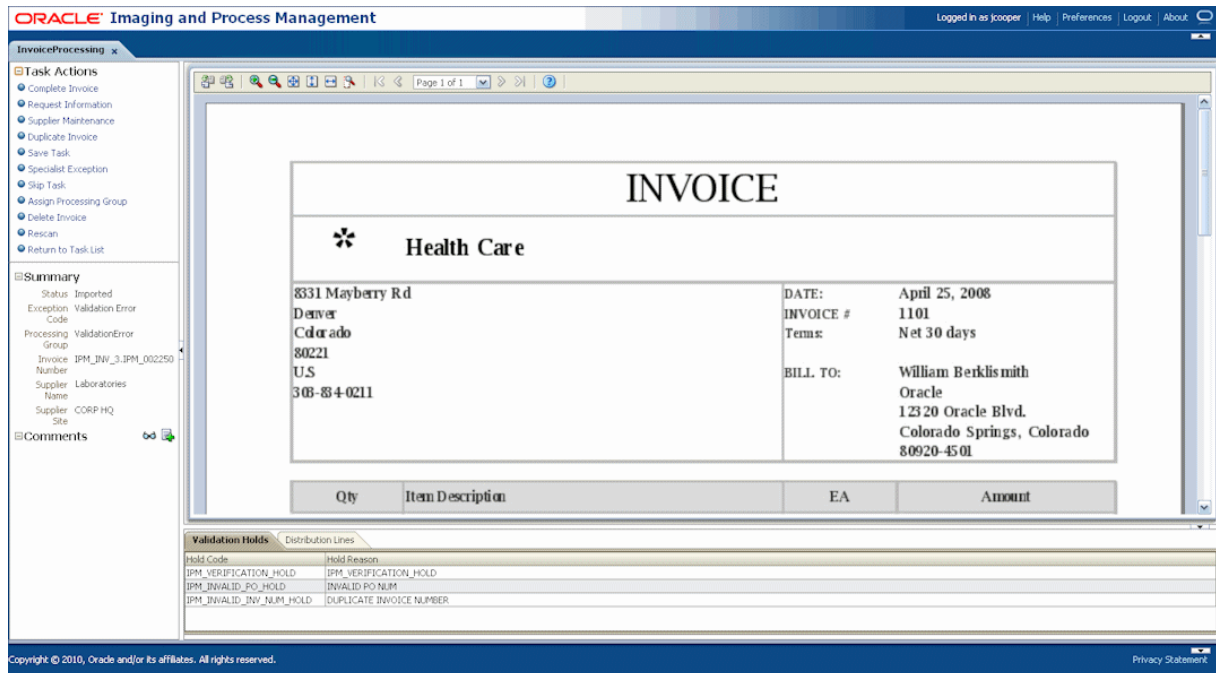 ORACLE Imaging and Process Management
Logged in as jcooper Help Preferences Logout About
InvoiceProcessing x
Task Actions
Complete Invoice
Request Information
Supplier Maintenance
Duplicate Invoice
Save Task
Specialist Exception
Skip Task
Assign Processing Group
Delete Invoice
Rescan
Return to Task List
Summary
Status Imported
Exception Code Validation Error
Processing Group ValidationError
Invoice Number IPM_INV_3.IPM_002250
Supplier Name Laboratories
Supplier Site CORP HQ
Comments
Page 1 of 1
INVOICE
* Health Care
8331 Mayberry Rd
Denver
Colorado
80221
U.S
303-834-0211
DATE: April 25, 2008
INVOICE # 1101
Terms: Net 30 days
BILL TO: William Berklismith
Oracle
12320 Oracle Blvd.
Colorado Springs, Colorado
80920-4501
Qty Item Description EA Amount
Validation Holds Distribution Lines
Hold Code Hold Reason
IPM_VERIFICATION_HOLD IPM_VERIFICATION_HOLD
IPM_INVALID_PO_HOLD INVALID PO NUM
IPM_INVALID_INV_NUM_HOLD DUPLICATE INVOICE NUMBER
Copyright © 2010, Oracle and/or its affiliates. All rights reserved.
Privacy Statement